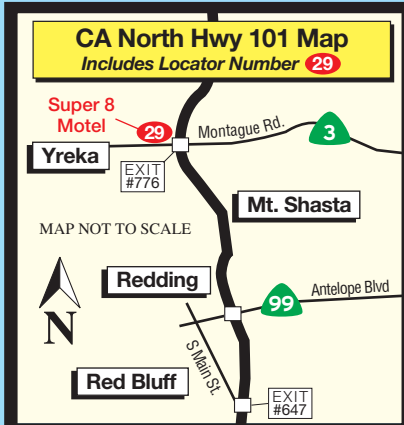 CA North Hwy 101 Map
Includes Locator Number 29
Super 8
Motel
29
Montague Rd.
3
Yreka
EXIT
#776
Mt. Shasta
MAP NOT TO SCALE
Redding
99
Antelope Blvd
N
S Main St.
Red Bluff
EXIT
#647